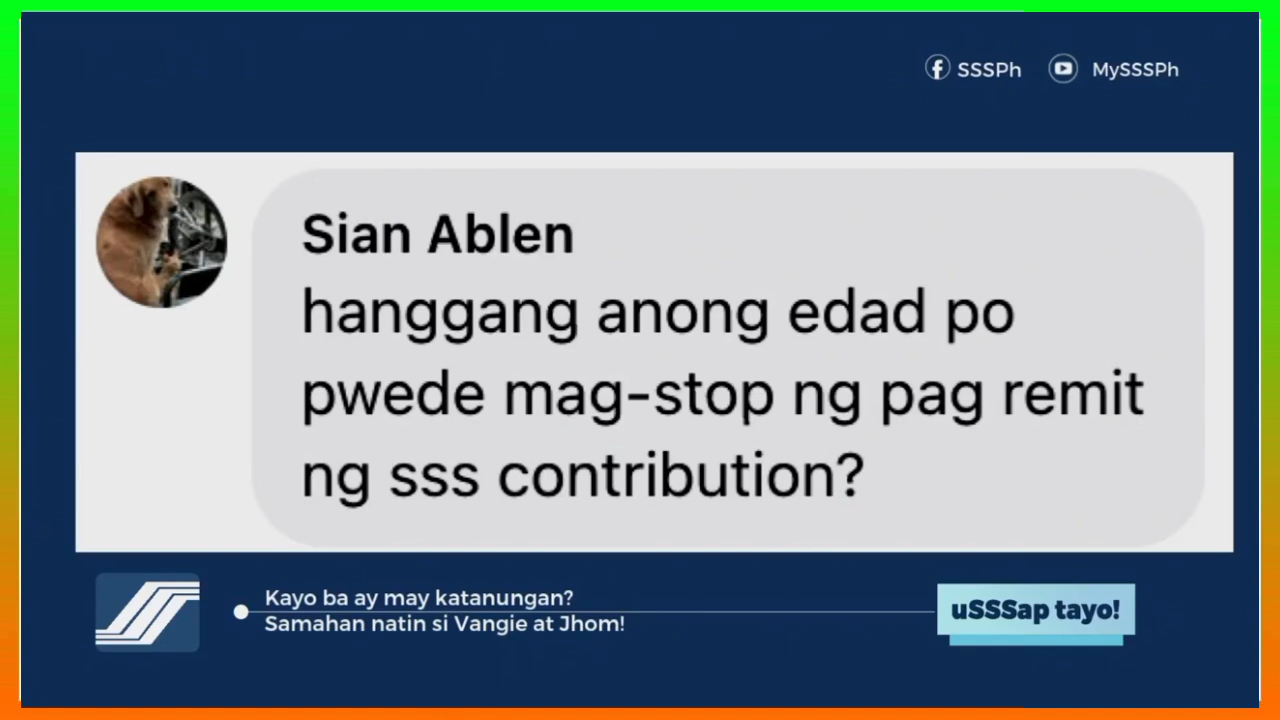 SSSPh MySSSPh
Sian Ablen
hanggang anong edad po
pwede mag-stop ng pag remit
ng sss contribution?
Kayo ba ay may katanungan?
Samahan natin si Vangie at Jhom!
uSSSap tayo!